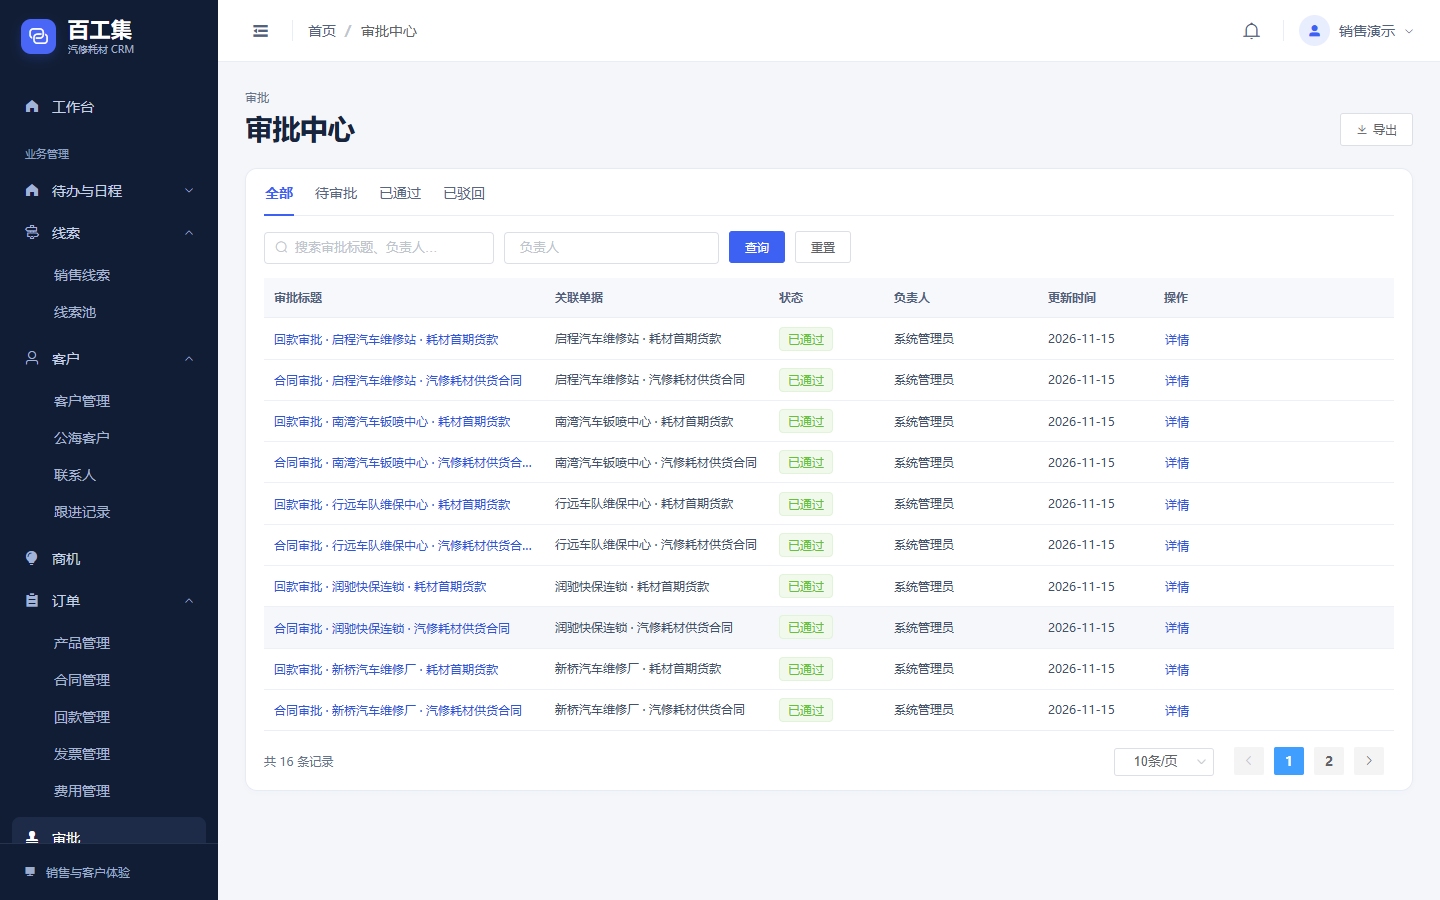 百工集
汽修耗材 CRM
工作台
业务管理
待办与日程
线索
销售线索
线索池
客户
客户管理
公海客户
联系人
跟进记录
商机
订单
产品管理
合同管理
回款管理
发票管理
费用管理
审批
销售与客户体验
首页 / 审批中心
销售演示
审批
审批中心
导出
全部 待审批 已通过 已驳回
搜索审批标题、负责人... 负责人 查询 重置
审批标题 关联单据 状态 负责人 更新时间 操作
回款审批 · 启程汽车维修站 · 耗材首期货款 启程汽车维修站 · 耗材首期货款 已通过 系统管理员 2026-11-15 详情
合同审批 · 启程汽车维修站 · 汽修耗材供货合同 启程汽车维修站 · 汽修耗材供货合同 已通过 系统管理员 2026-11-15 详情
回款审批 · 南湾汽车钣喷中心 · 耗材首期货款 南湾汽车钣喷中心 · 耗材首期货款 已通过 系统管理员 2026-11-15 详情
合同审批 · 南湾汽车钣喷中心 · 汽修耗材供货合... 南湾汽车钣喷中心 · 汽修耗材供货合同 已通过 系统管理员 2026-11-15 详情
回款审批 · 行远车队维保中心 · 耗材首期货款 行远车队维保中心 · 耗材首期货款 已通过 系统管理员 2026-11-15 详情
合同审批 · 行远车队维保中心 · 汽修耗材供货合... 行远车队维保中心 · 汽修耗材供货合同 已通过 系统管理员 2026-11-15 详情
回款审批 · 润驰快保连锁 · 耗材首期货款 润驰快保连锁 · 耗材首期货款 已通过 系统管理员 2026-11-15 详情
合同审批 · 润驰快保连锁 · 汽修耗材供货合同 润驰快保连锁 · 汽修耗材供货合同 已通过 系统管理员 2026-11-15 详情
回款审批 · 新桥汽车维修厂 · 耗材首期货款 新桥汽车维修厂 · 耗材首期货款 已通过 系统管理员 2026-11-15 详情
合同审批 · 新桥汽车维修厂 · 汽修耗材供货合同 新桥汽车维修厂 · 汽修耗材供货合同 已通过 系统管理员 2026-11-15 详情
共 16 条记录 10条/页 1 2